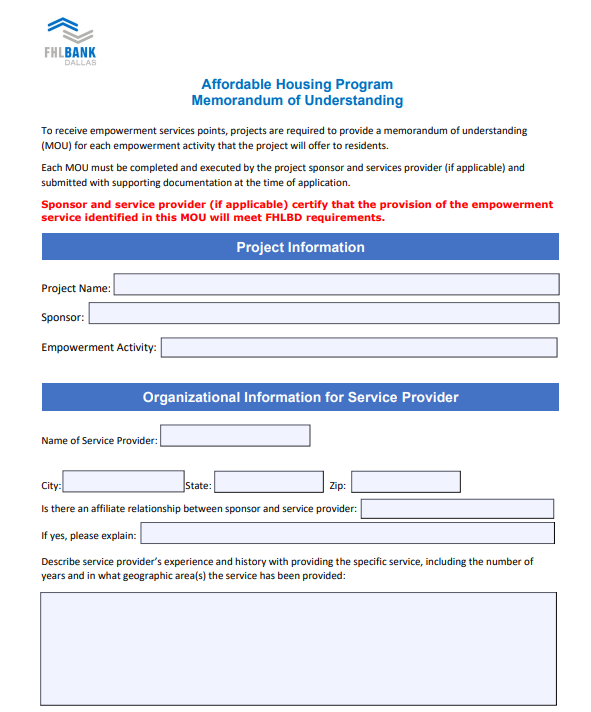 FHLBANK
DALLAS
Affordable Housing Program
Memorandum of Understanding
To receive empowerment services points, projects are required to provide a memorandum of understanding
(MOU) for each empowerment activity that the project will offer to residents.
Each MOU must be completed and executed by the project sponsor and services provider (if applicable) and
submitted with supporting documentation at the time of application.
Sponsor and service provider (if applicable) certify that the provision of the empowerment
service identified in this MOU will meet FHLBD requirements.
Project Information
Project Name:
Sponsor:
Empowerment Activity:
Organizational Information for Service Provider
Name of Service Provider:
City: State: Zip:
Is there an affiliate relationship between sponsor and service provider:
If yes, please explain:
Describe service provider’s experience and history with providing the specific service, including the number of
years and in what geographic area(s) the service has been provided: